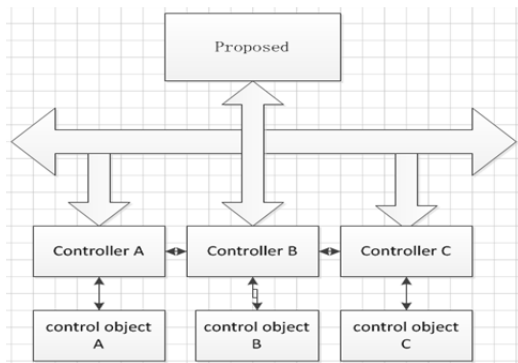 Proposed
Controller A
Controller B
Controller C
control object
A
control object
B
control object
C